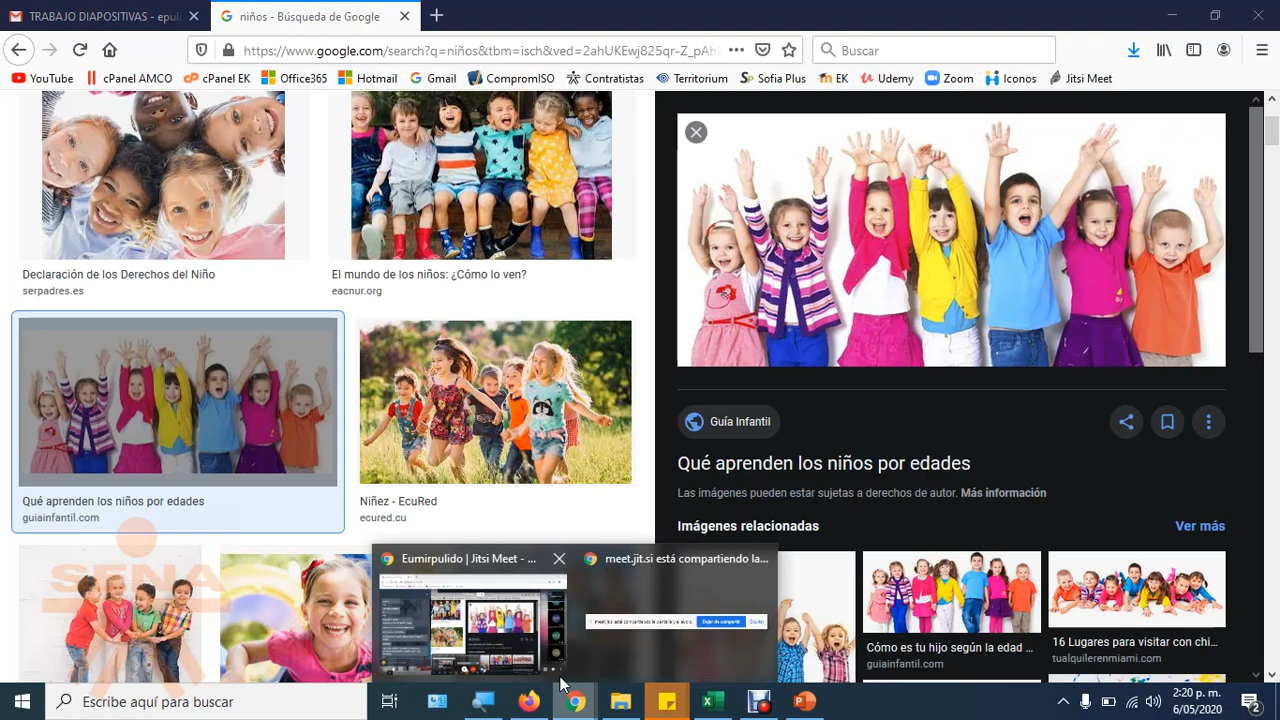 TRABAJO DIAPOSITIVAS - epuli
niños - Búsqueda de Google
https://www.google.com/search?q=niños&tbm=isch&ved=2ahUKEwj825qr-Z_pAh
Buscar
YouTube
cPanel AMCO
cPanel EK
Office365
Hotmail
Gmail
CompromISO
Contratistas
Territorium
Sofia Plus
EK
Udemy
Zoom
Iconos
Jitsi Meet
Declaración de los Derechos del Niño
serpadres.es
El mundo de los niños: ¿Cómo lo ven?
eacnur.org
Qué aprenden los niños por edades
guiainfantil.com
Niñez - EcuRed
ecured.cu
Guía Infantil
Qué aprenden los niños por edades
Las imágenes pueden estar sujetas a derechos de autor. Más información
Imágenes relacionadas
Ver más
Cómo es tu hijo según la edad ...
guiainfantil.com
16 Lugares para visitar con chi...
tualquilerenmiami.com
Eumirpulido | Jitsi Meet - ...
meet.jit.si está compartiendo la...
Dejar de compartir
Escribe aquí para buscar
2:20 p. m.
6/05/2020
2